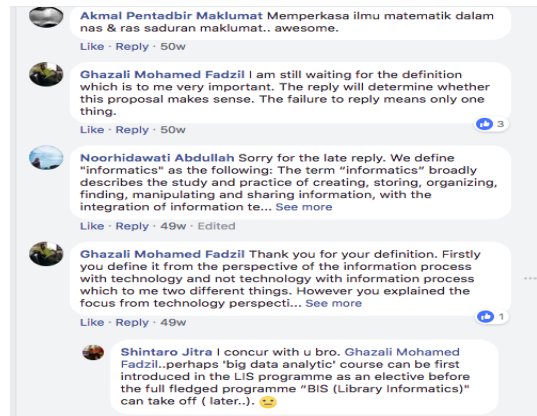 Akmal Pentadbir Maklumat Memperkasa ilmu matematik dalam
nas & ras saduran maklumat.. awesome.
Like · Reply · 50w
Ghazali Mohamed Fadzil I am still waiting for the definition
which is to me very important. The reply will determine whether
this proposal makes sense. The failure to reply means only one
thing.
3
Like · Reply · 50w
Noorhidawati Abdullah Sorry for the late reply. We define
"informatics" as the following: The term “informatics” broadly
describes the study and practice of creating, storing, organizing,
finding, manipulating and sharing information, with the
integration of information te... See more
Like · Reply · 49w · Edited
Ghazali Mohamed Fadzil Thank you for your definition. Firstly
you define it from the perspective of the information process
with technology and not technology with information process
which to me two different things. However you explained the
focus from technology perspecti... See more
1
Like · Reply · 49w
Shintaro Jitra I concur with u bro. Ghazali Mohamed
Fadzil..perhaps 'big data analytic' course can be first
introduced in the LIS programme as an elective before
the full fledged programme “BIS (Library Informatics)"
can take off ( later..).